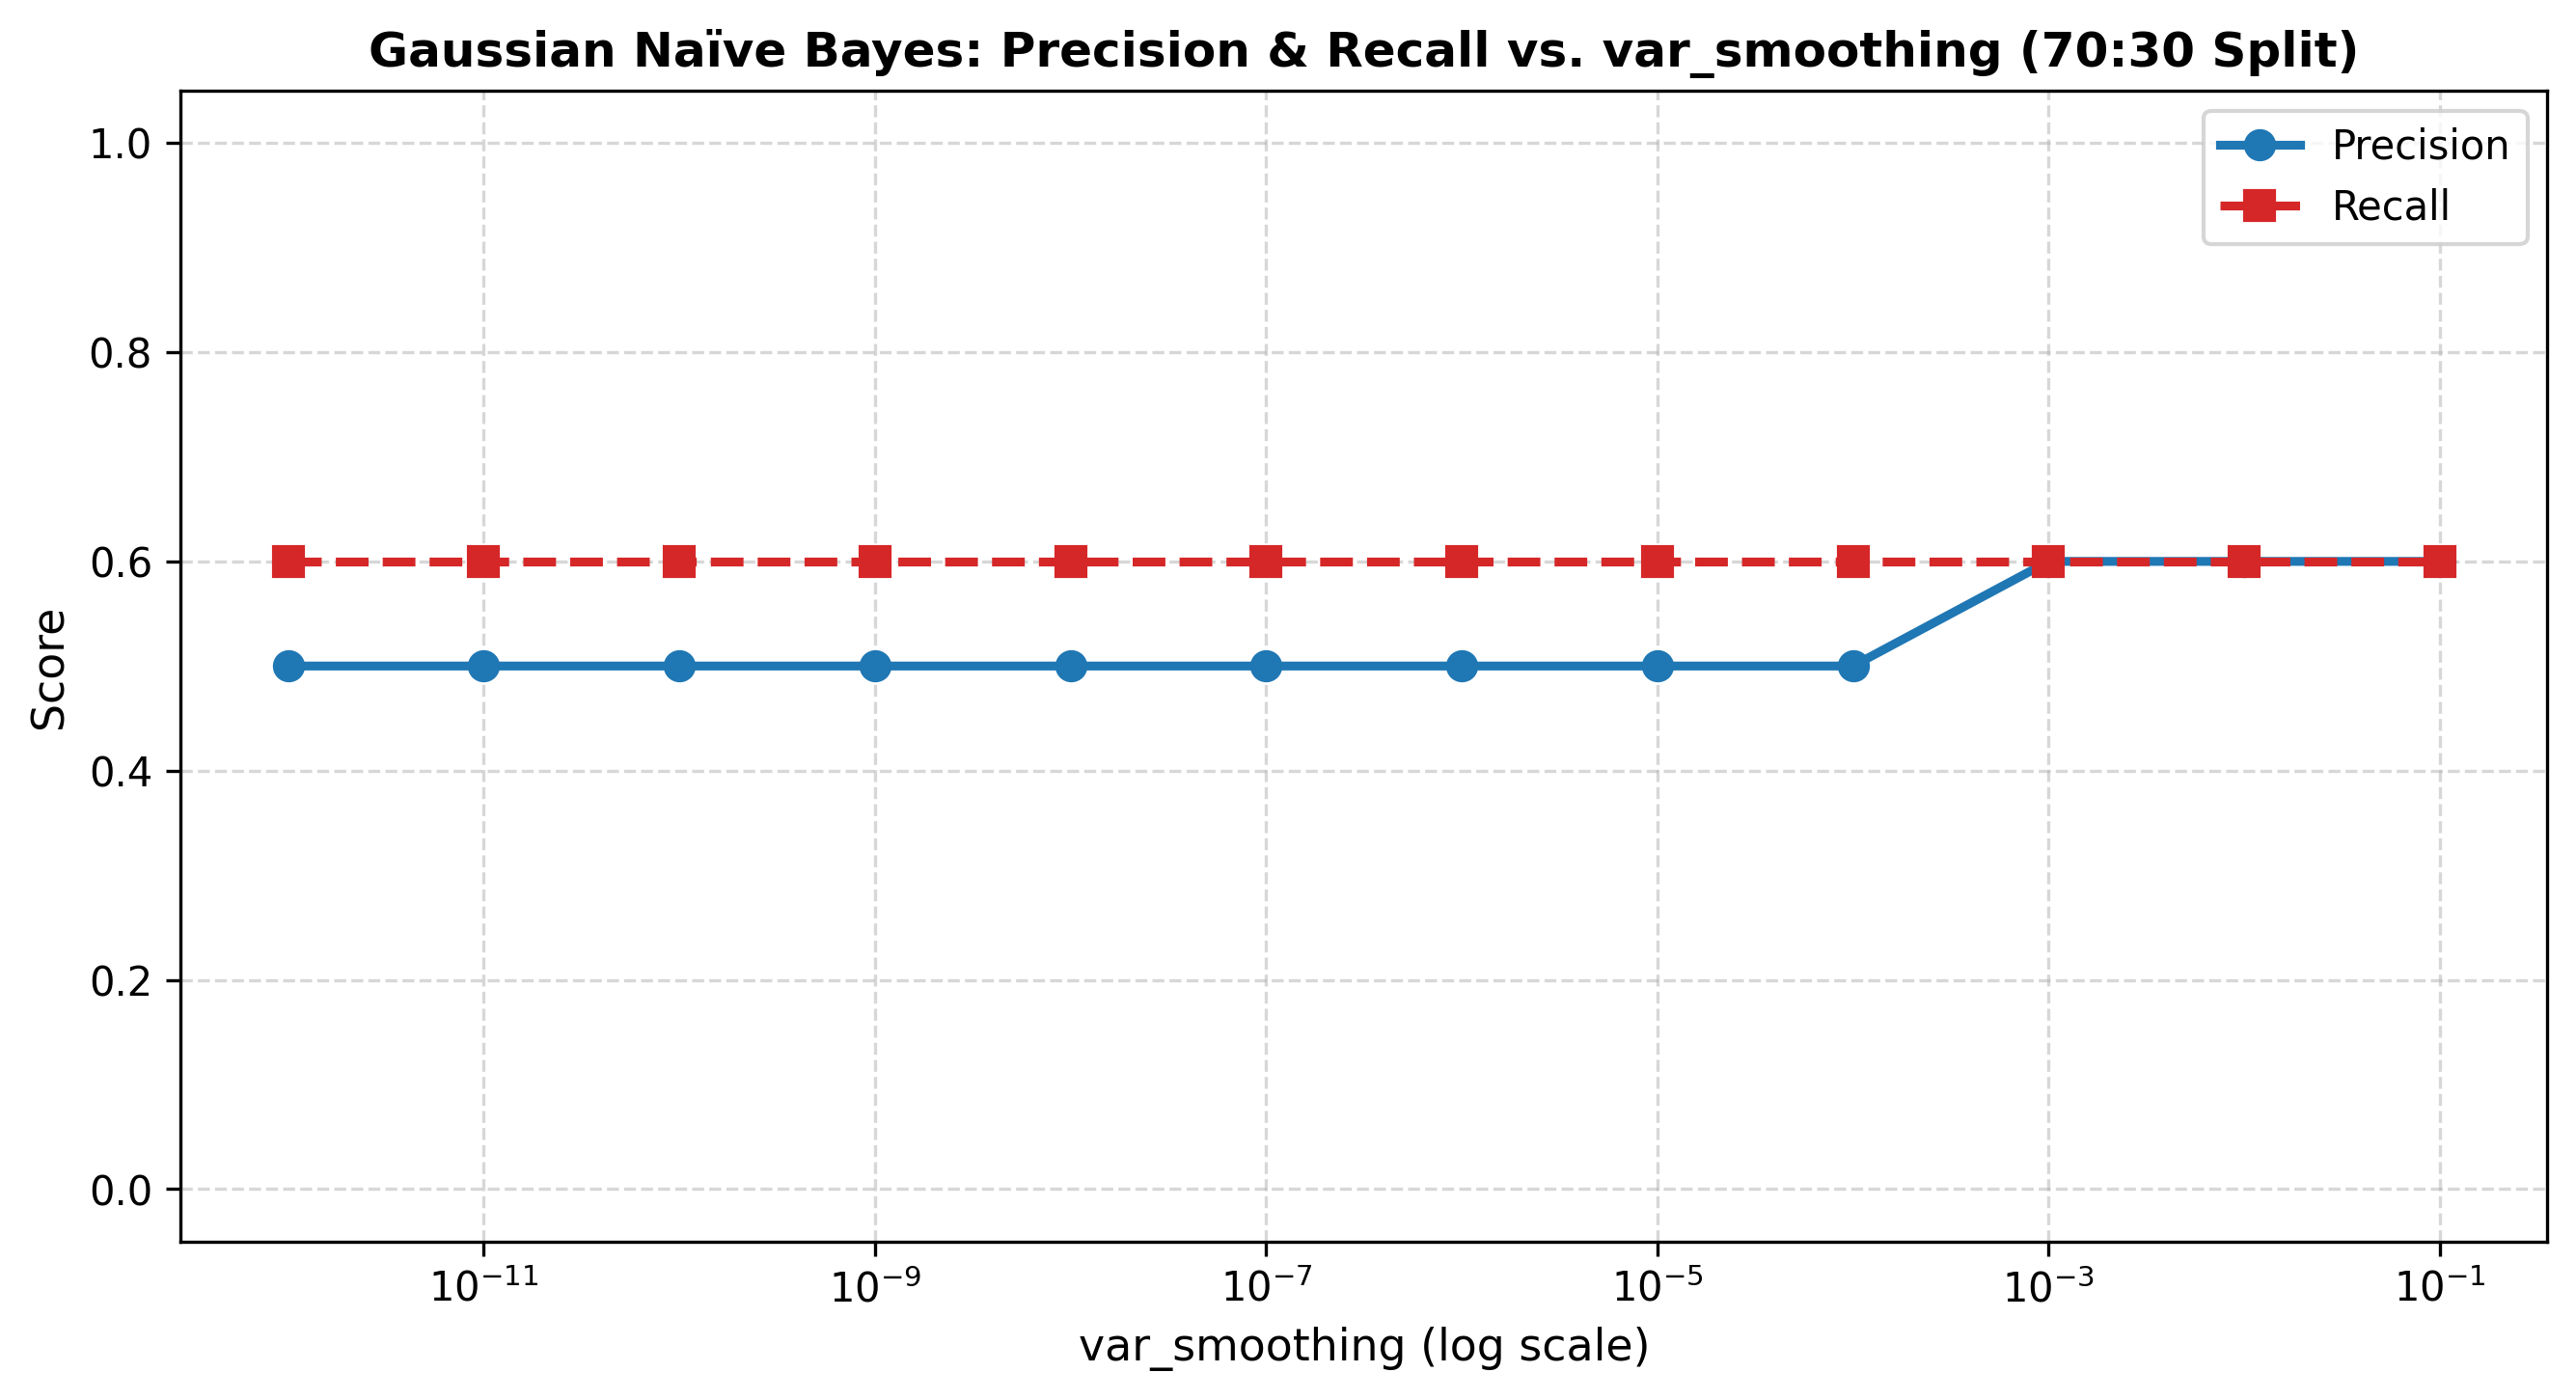 Gaussian Naïve Bayes: Precision & Recall vs. var_smoothing (70:30 Split)
Precision
Recall
1.0
0.8
0.6
0.4
0.2
0.0
Score
10⁻¹¹
10⁻⁹
10⁻⁷
10⁻⁵
10⁻³
10⁻¹
var_smoothing (log scale)